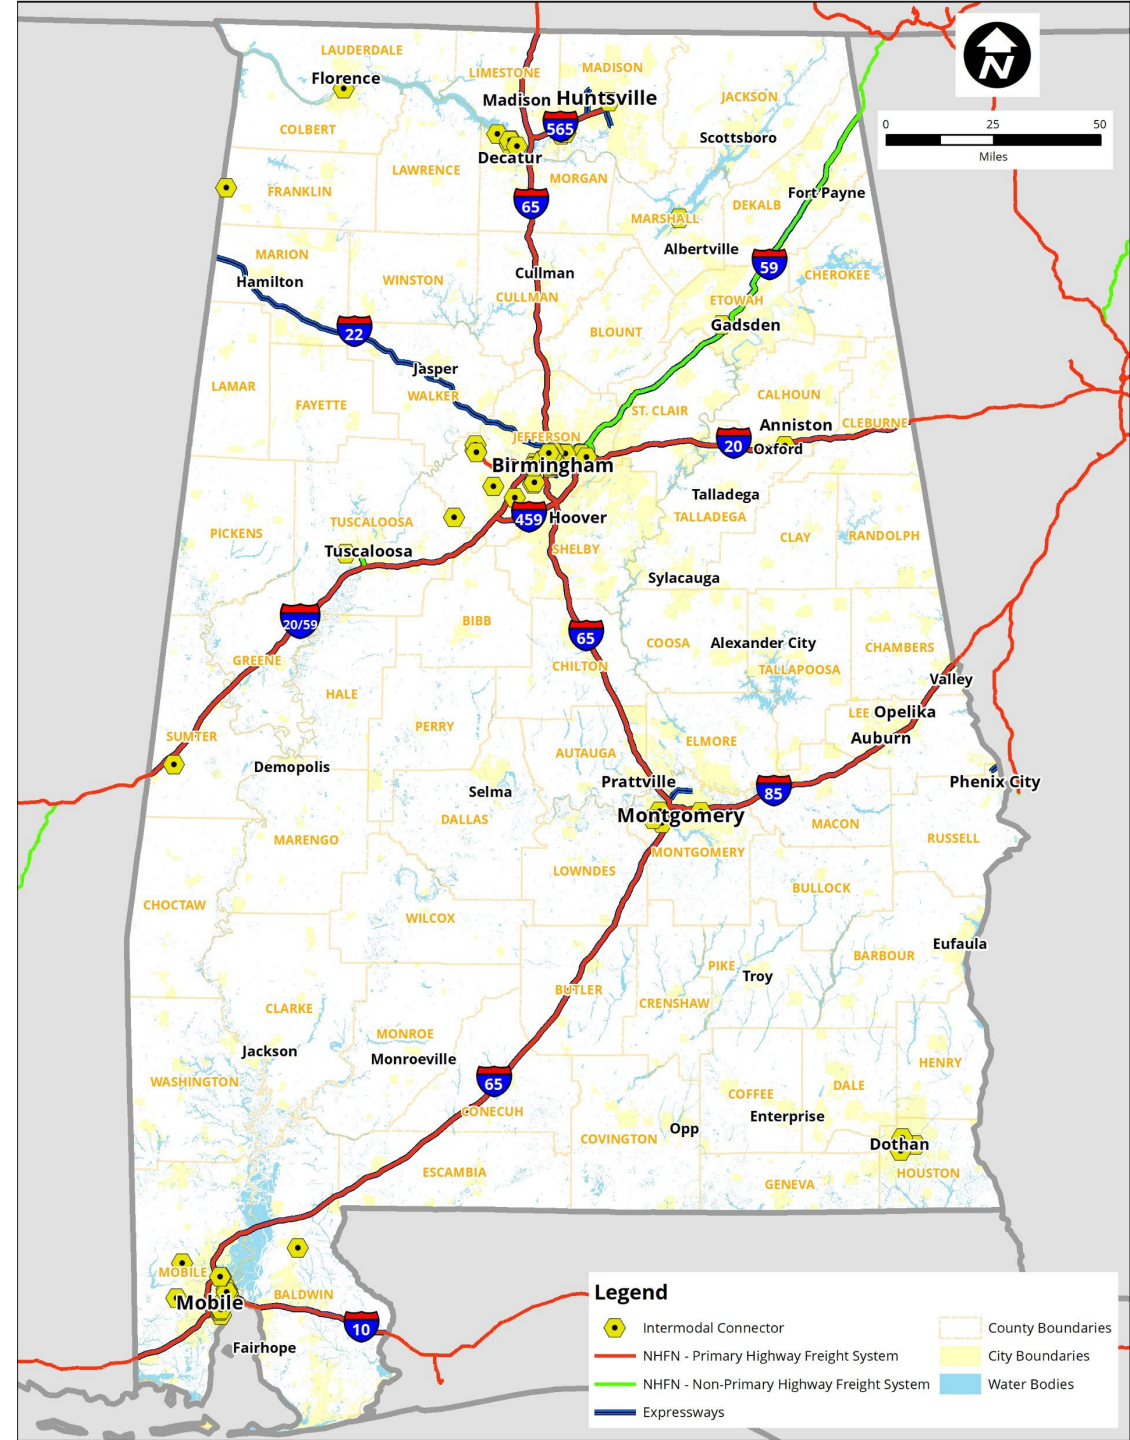 LAUDERDALE
Florence
LIMESTONE
MADISON
Madison Huntsville
JACKSON
N
0 25 50
Miles
565
COLBERT
Scottsboro
Decatur
LAWRENCE
MORGAN
FRANKLIN
65
MARSHALL
DEKALB
Fort Payne
MARION
Albertville
59
Hamilton
WINSTON
Cullman
CULLMAN
CHEROKEE
ETOWAH
22
BLOUNT
Gadsden
Jasper
LAMAR
WALKER
CALHOUN
FAYETTE
ST. CLAIR
Anniston
CLEBURNE
JEFFERSON
20
Oxford
Birmingham
Talladega
459
Hoover
TALLADEGA
TUSCALOOSA
PICKENS
CLAY
RANDOLPH
Tuscaloosa
SHELBY
Sylacauga
20/59
BIBB
65
COOSA
Alexander City
CHAMBERS
GREENE
CHILTON
TALLAPOOSA
Valley
HALE
LEE Opelika
PERRY
SUMTER
AUTAUGA
ELMORE
Auburn
Demopolis
Prattville
Phenix City
Selma
85
DALLAS
Montgomery
MACON
MARENGO
MONTGOMERY
RUSSELL
LOWNDES
BULLOCK
CHOCTAW
WILCOX
Eufaula
BARBOUR
PIKE
Troy
BUTLER
CRENSHAW
CLARKE
MONROE
Jackson
Monroeville
HENRY
WASHINGTON
65
DALE
COFFEE
CONECUH
Enterprise
Opp
COVINGTON
Dothan
ESCAMBIA
HOUSTON
GENEVA
MOBILE
BALDWIN
Mobile
10
Fairhope
Legend
Intermodal Connector
County Boundaries
NHFN - Primary Highway Freight System
City Boundaries
NHFN - Non-Primary Highway Freight System
Water Bodies
Expressways